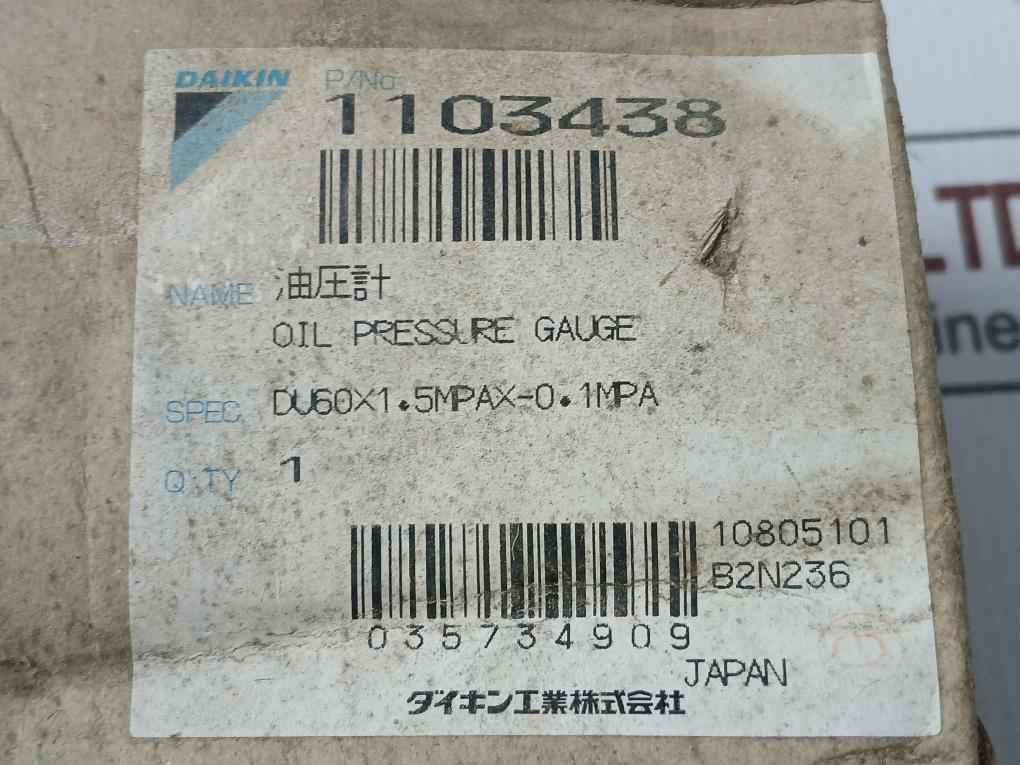 DAIKIN P/No
1103438
NAME 油圧計
OIL PRESSURE GAUGE
SPEC. DU60X1.5MPAX-0.1MPA
Q'TY 1
10805101
B2N236
035734909
JAPAN
ダイキン工業株式会社
LTD
ine